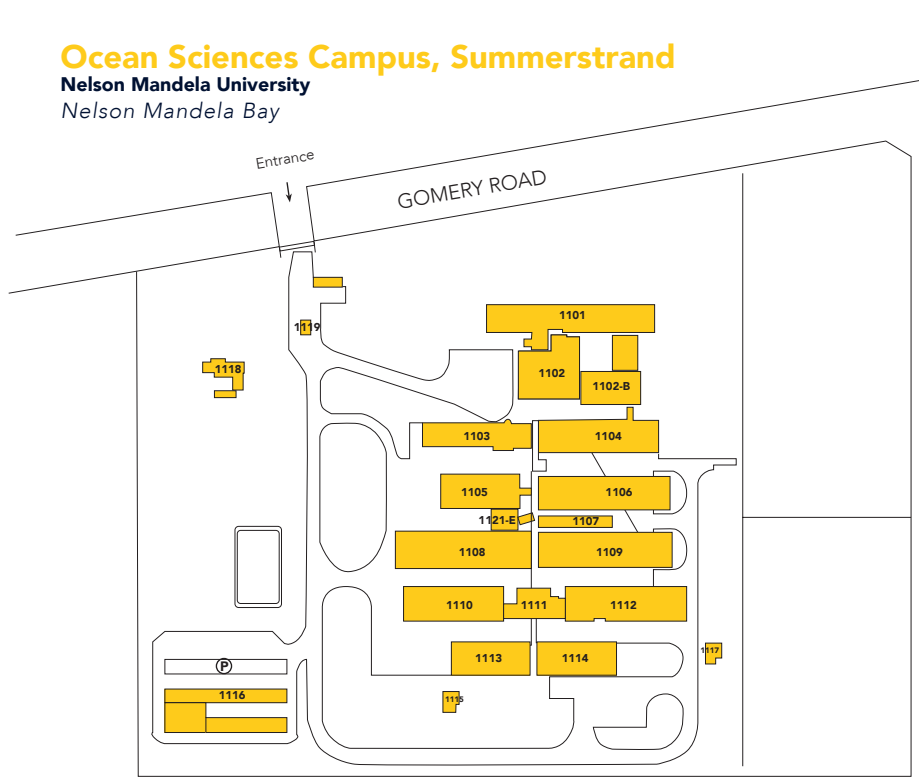 Ocean Sciences Campus, Summerstrand
Nelson Mandela University
Nelson Mandela Bay
Entrance
GOMERY ROAD
1101
1119
1118
1102
1102-B
1103
1104
1105
1106
1121-E
1107
1108
1109
1110
1111
1112
1113
1114
1117
P
1116
1115